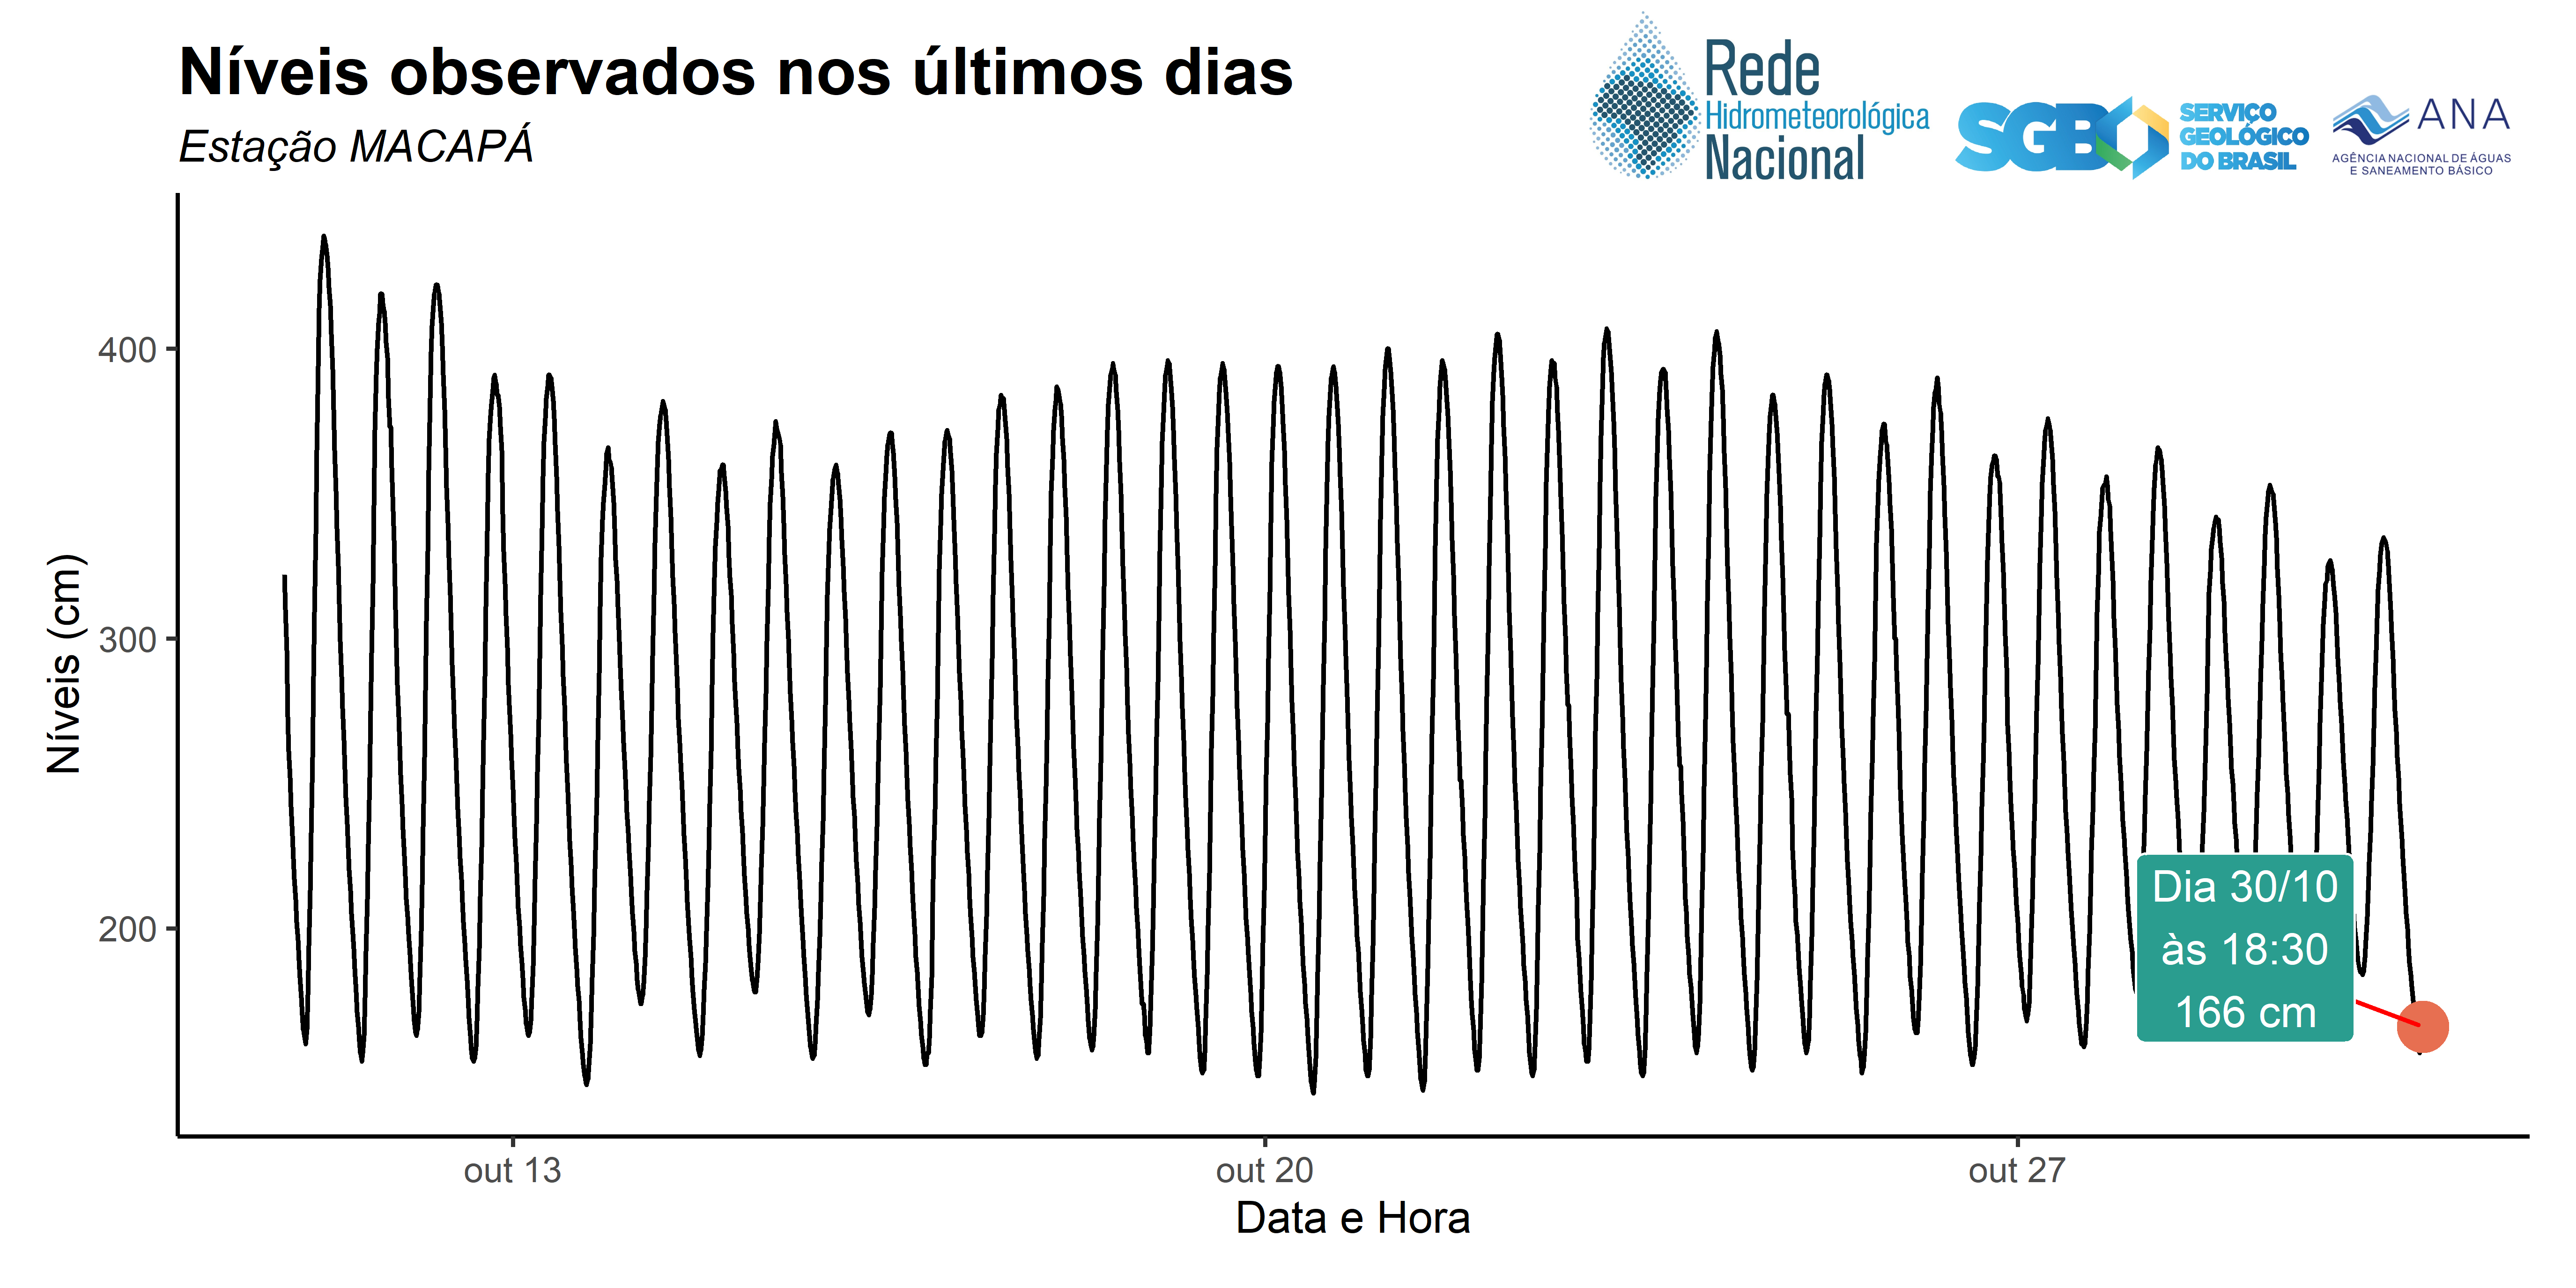 Níveis observados nos últimos dias
Estação MACAPÁ
Rede
Hidrometeorológica
Nacional
SGB
SERVIÇO
GEOLÓGICO
DO BRASIL
ANA
AGÊNCIA NACIONAL DE ÁGUAS
E SANEAMENTO BÁSICO
Níveis (cm)
400
300
200
Dia 30/10
às 18:30
166 cm
out 13
out 20
out 27
Data e Hora